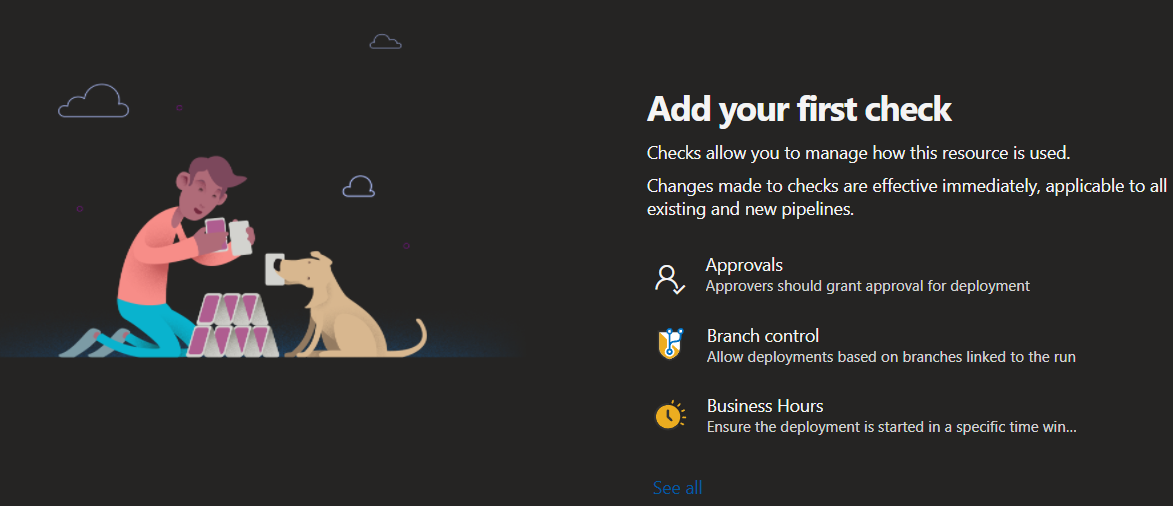 Add your first check
Checks allow you to manage how this resource is used.
Changes made to checks are effective immediately, applicable to all
existing and new pipelines.
Approvals
Approvers should grant approval for deployment
Branch control
Allow deployments based on branches linked to the run
Business Hours
Ensure the deployment is started in a specific time win...
See all